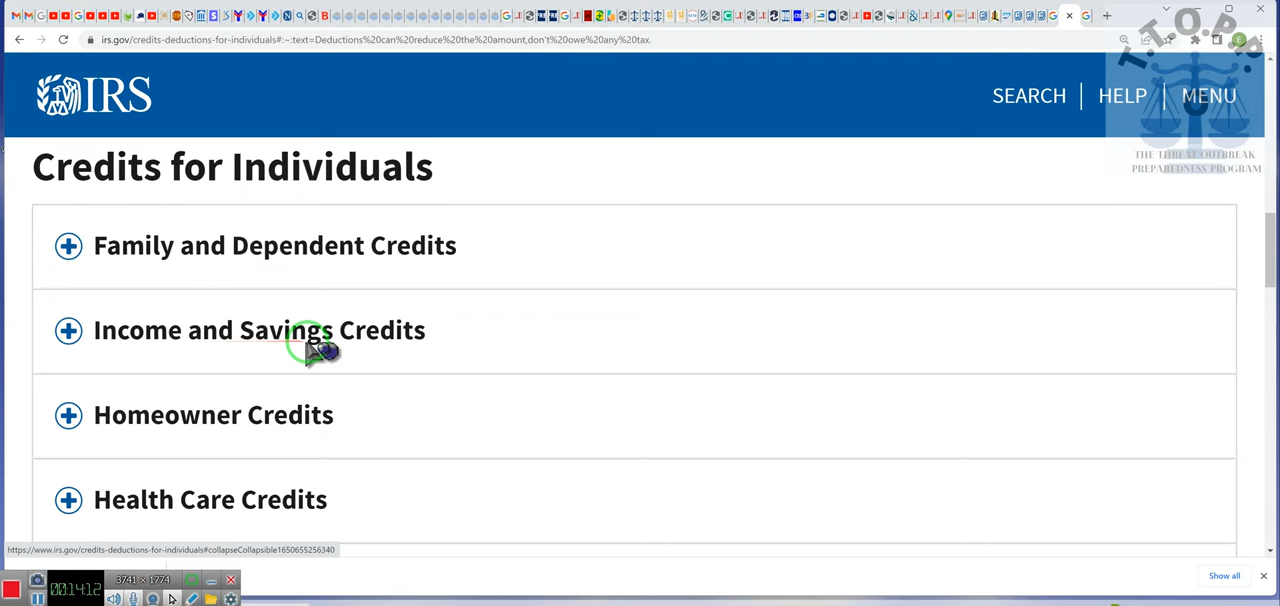 irs.gov/credits-deductions-for-individuals#:~:text=Deductions%20can%20reduce%20the%20amount,don't%20owe%20any%20tax.
T.T.O.P.P.
IRS
SEARCH | HELP | MENU
THE THREAT OUTBREAK
PREPAREDNESS PROGRAM
Credits for Individuals
Family and Dependent Credits
Income and Savings Credits
Homeowner Credits
Health Care Credits
https://www.irs.gov/credits-deductions-for-individuals#collapseCollapsible1650655256340
Show all
3741 × 1774
00:14:12